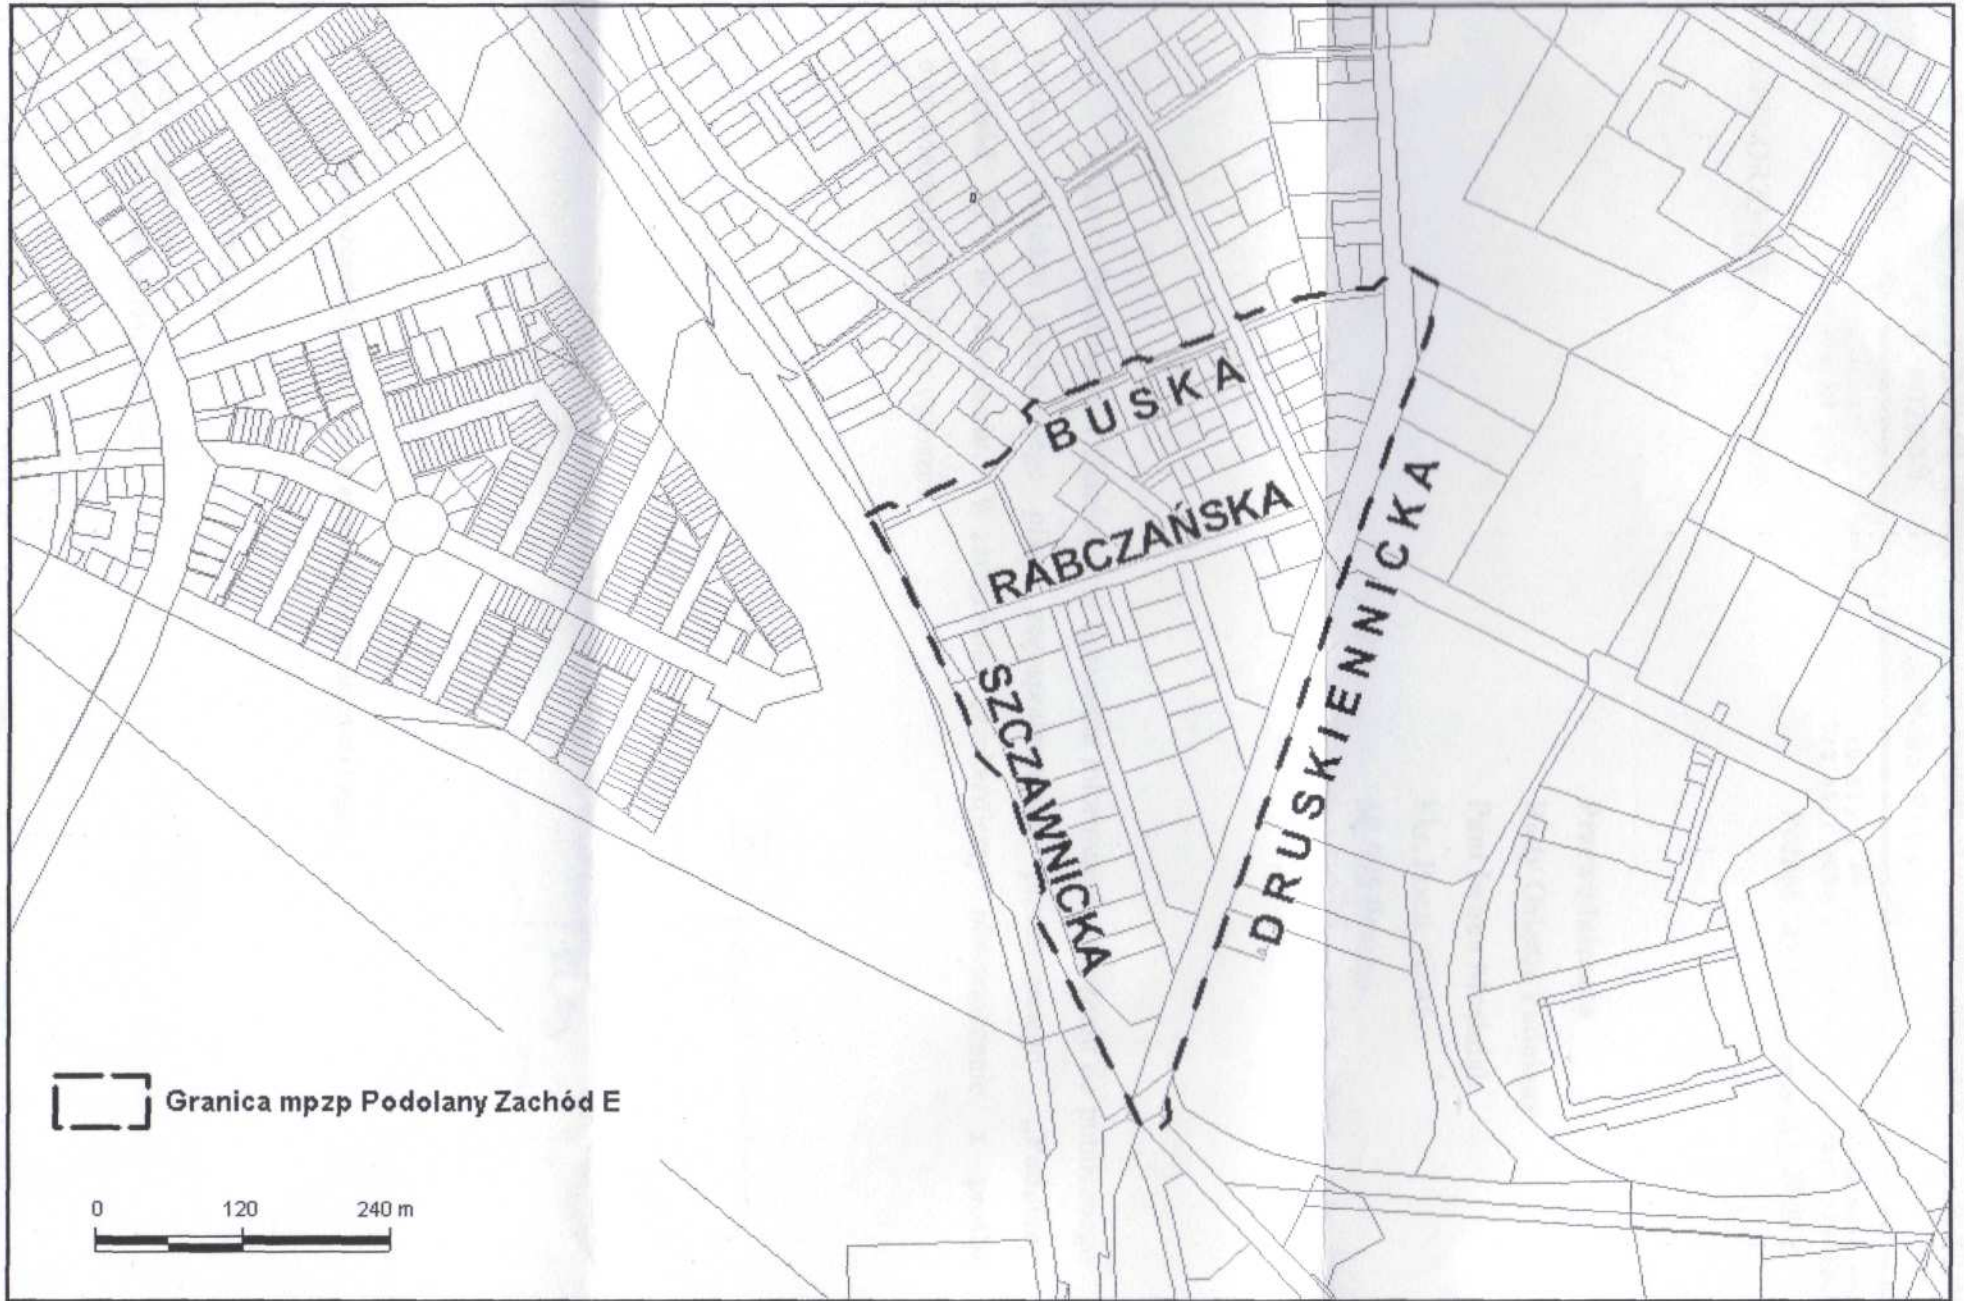 BUSKA
RABCZAŃSKA
DRUSKIENNICKA
SZCZAWNICKA
Granica mpzp Podolany Zachód E
0 120 240 m